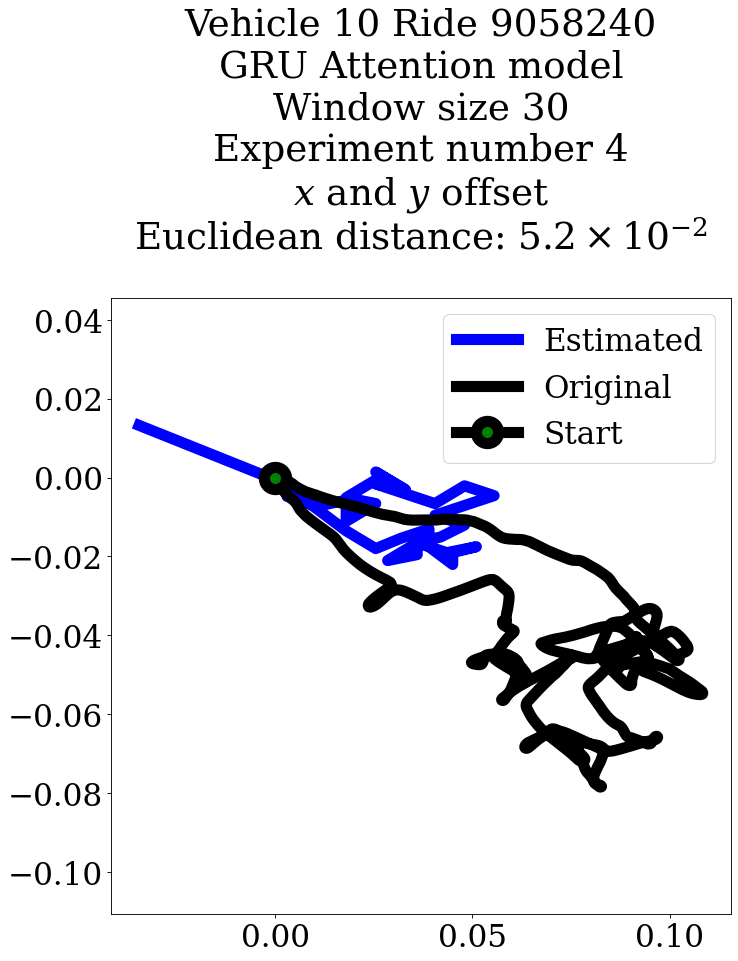 Vehicle 10 Ride 9058240
GRU Attention model
Window size 30
Experiment number 4
x and y offset
Euclidean distance: 5.2 × 10⁻²
Estimated
Original
Start
0.04
0.02
0.00
−0.02
−0.04
−0.06
−0.08
−0.10
0.00 0.05 0.10